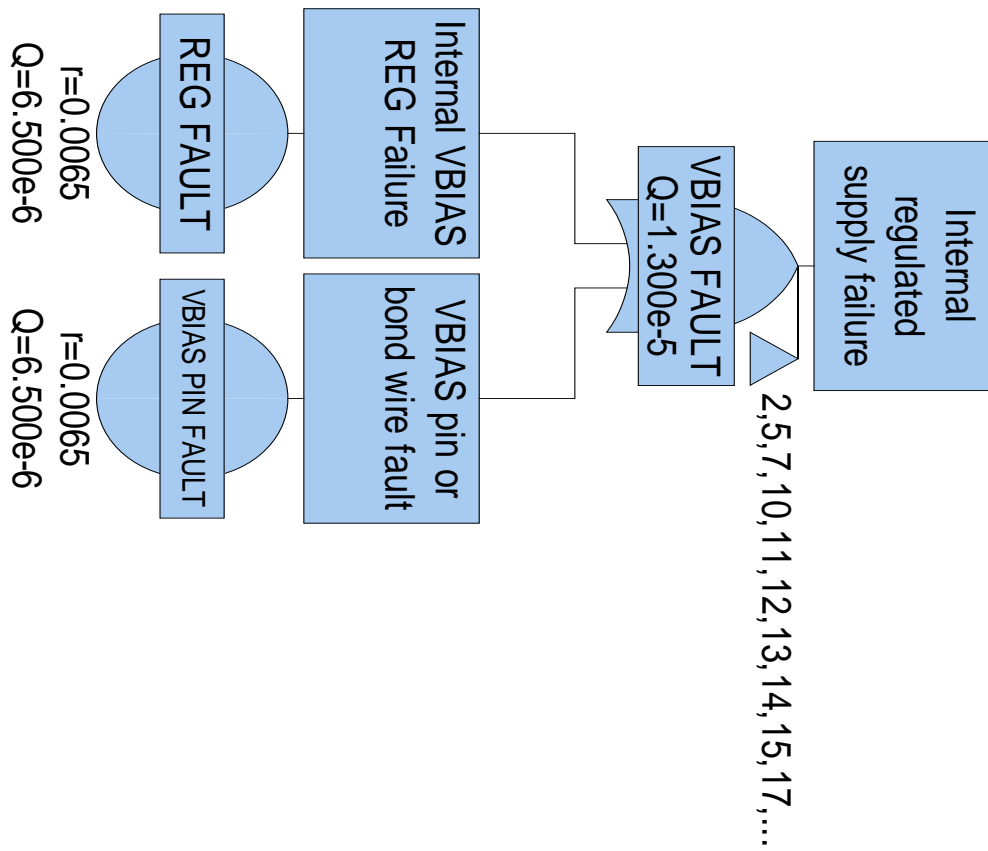 Internal
regulated
supply failure
2,5,7,10,11,12,13,14,15,17,...
VBIAS FAULT
Q=1.300e-5
Internal VBIAS
REG Failure
VBIAS pin or
bond wire fault
REG FAULT
VBIAS PIN FAULT
r=0.0065
Q=6.500e-6
r=0.0065
Q=6.500e-6